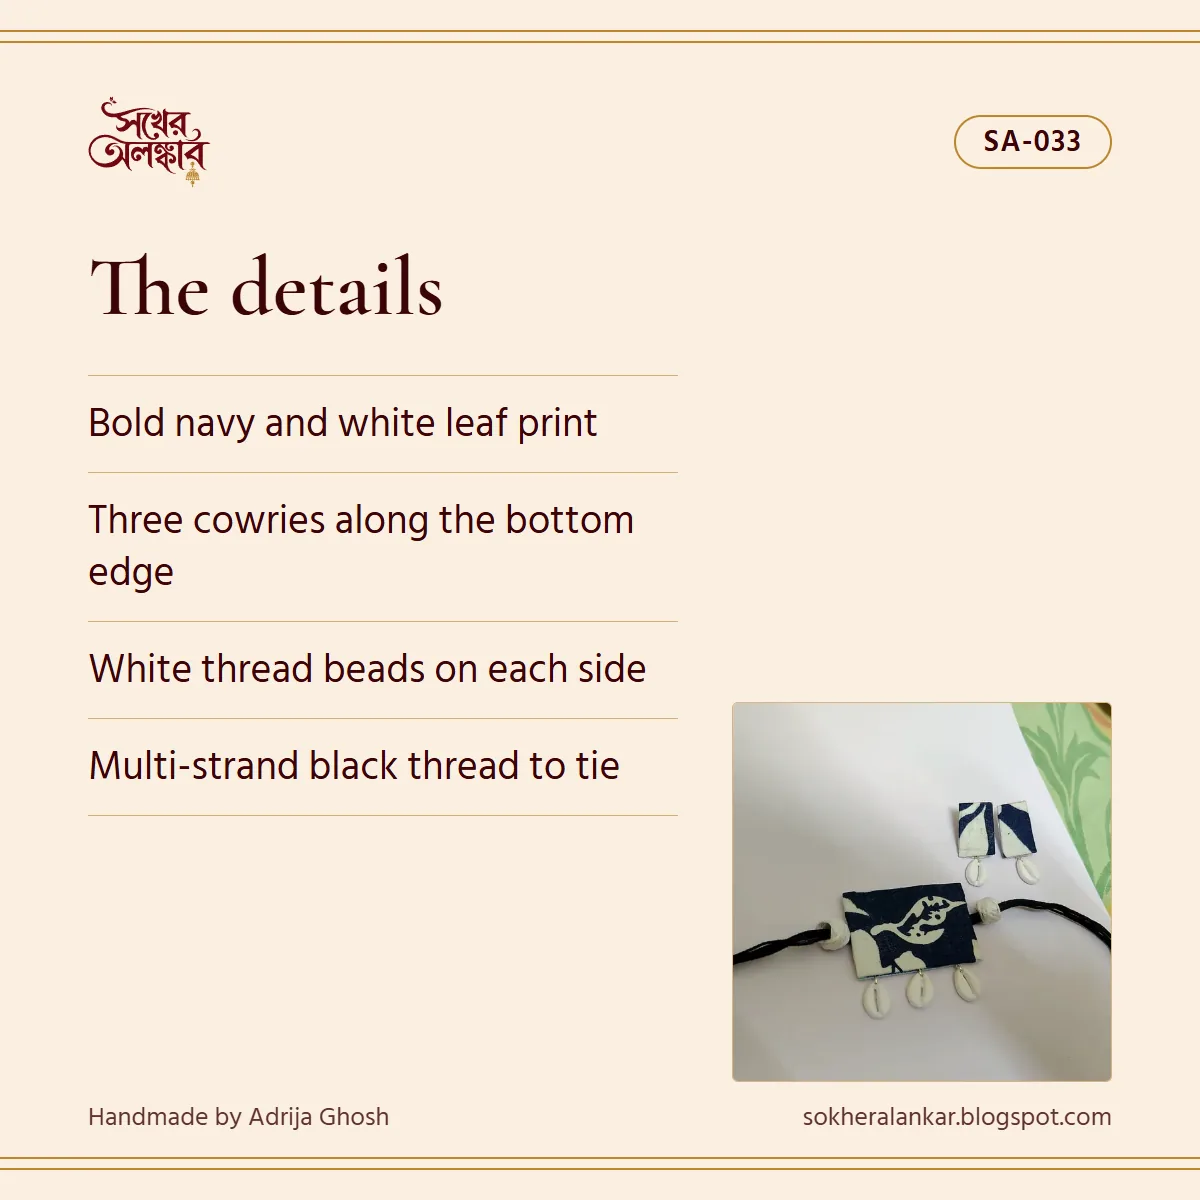 সখের
অলঙ্কার
SA-033
The details
Bold navy and white leaf print
Three cowries along the bottom
edge
White thread beads on each side
Multi-strand black thread to tie
Handmade by Adrija Ghosh
sokheralankar.blogspot.com